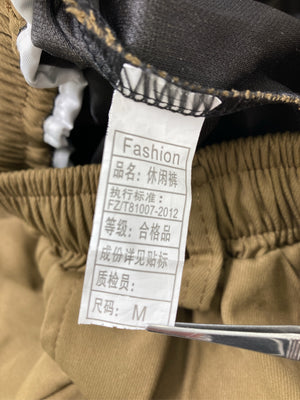 Fashion
品名：休闲裤
执行标准：
FZ/T81007-2012
等级：合格品
成份详见贴标
质检员：
尺码：M